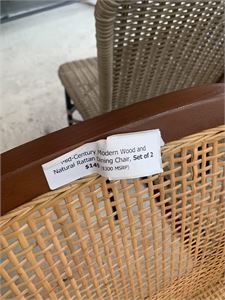 Mid-Century Modern Wood and
Natural Rattan Dining Chair, Set of 2
$149 ($300 MSRP)